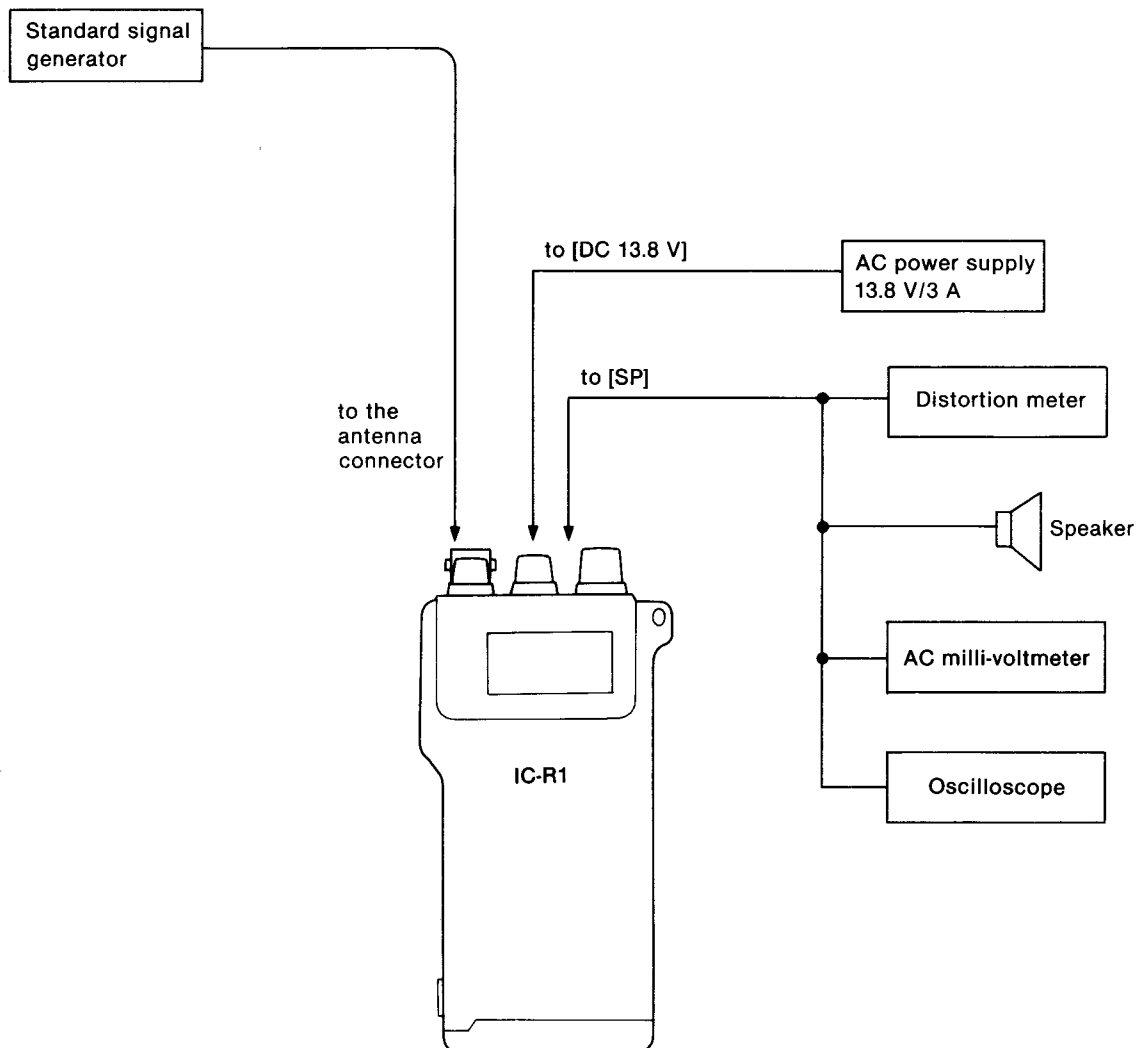 Standard signal
generator
to [DC 13.8 V]
AC power supply
13.8 V/3 A
to [SP]
Distortion meter
to the
antenna
connector
Speaker
AC milli-voltmeter
IC-R1
Oscilloscope